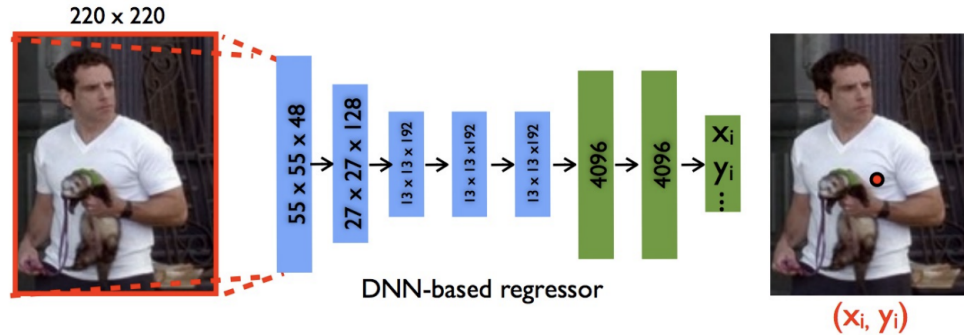 220 x 220
55 x 55 x 48
27 x 27 x 128
13 x 13 x 192
13 x 13 x192
13 x 13 x192
4096
4096
xi
yi
...
DNN-based regressor
(xi, yi)